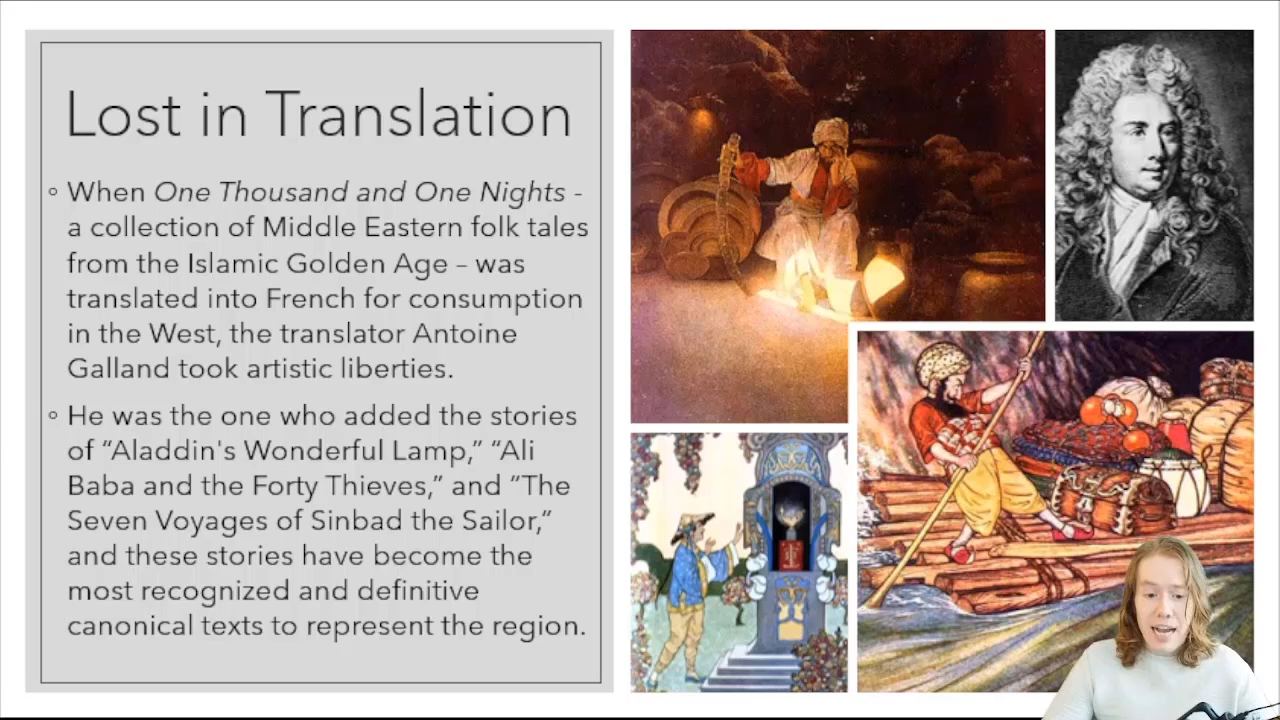 Lost in Translation
◦ When One Thousand and One Nights -
a collection of Middle Eastern folk tales
from the Islamic Golden Age – was
translated into French for consumption
in the West, the translator Antoine
Galland took artistic liberties.
◦ He was the one who added the stories
of “Aladdin's Wonderful Lamp,” “Ali
Baba and the Forty Thieves,” and “The
Seven Voyages of Sinbad the Sailor,”
and these stories have become the
most recognized and definitive
canonical texts to represent the region.